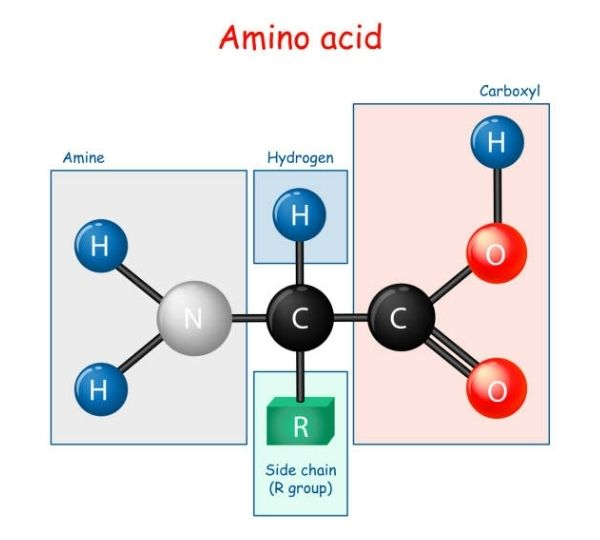 Amino acid
Carboxyl
Amine
Hydrogen
H
H
H
O
N
C
C
H
R
O
Side chain
(R group)